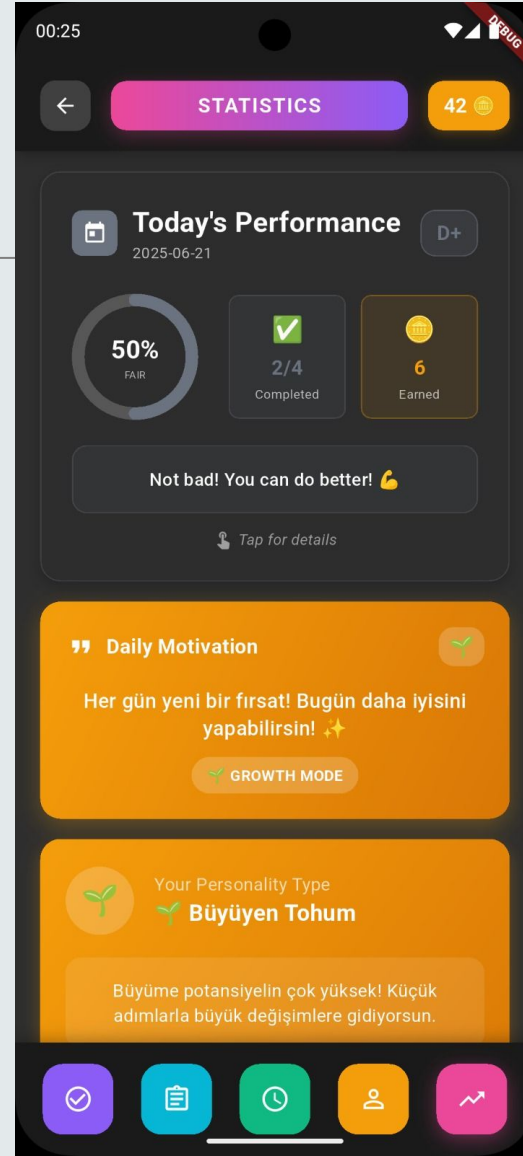 00:25
DEBUG
STATISTICS
42
Today's Performance
D+
2025-06-21
50%
FAIR
2/4
Completed
6
Earned
Not bad! You can do better! 💪
Tap for details
Daily Motivation
Her gün yeni bir fırsat! Bugün daha iyisini
yapabilirsin! ✨
🌱 GROWTH MODE
Your Personality Type
🌱 Büyüyen Tohum
Büyüme potansiyelin çok yüksek! Küçük
adımlarla büyük değişimlere gidiyorsun.